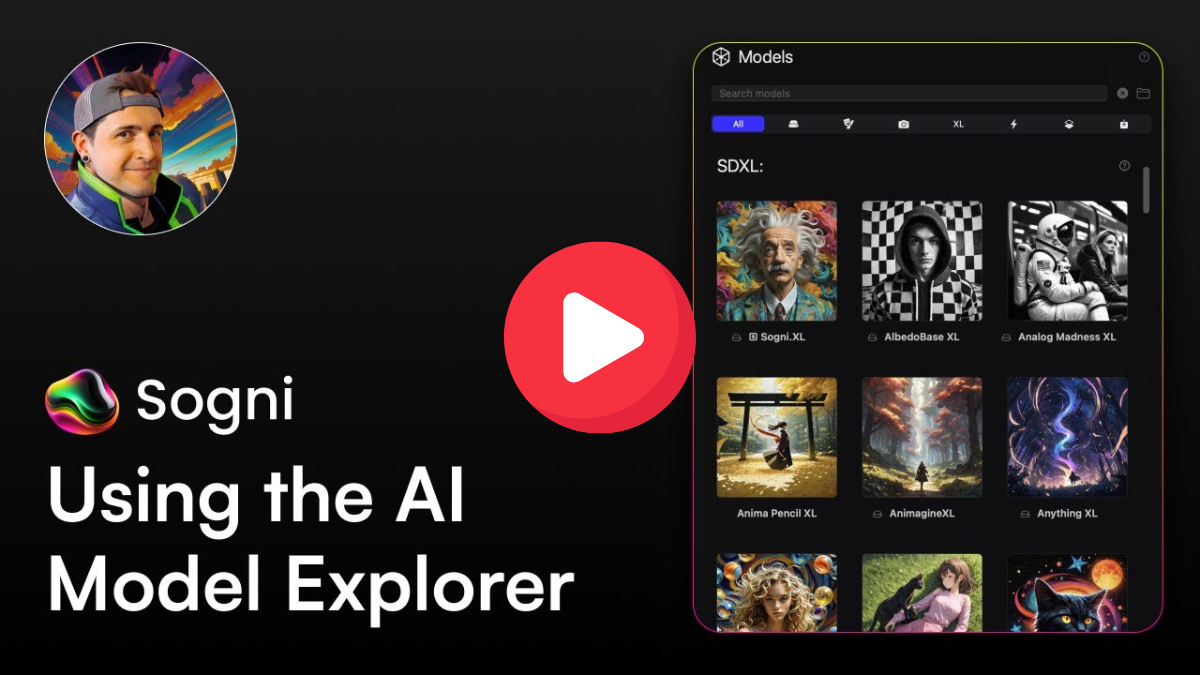 Sogni
Using the AI
Model Explorer
Models
Search models
All
XL
SDXL:
Sogni.XL
AlbedoBase XL
Analog Madness XL
Anima Pencil XL
AnimagineXL
Anything XL